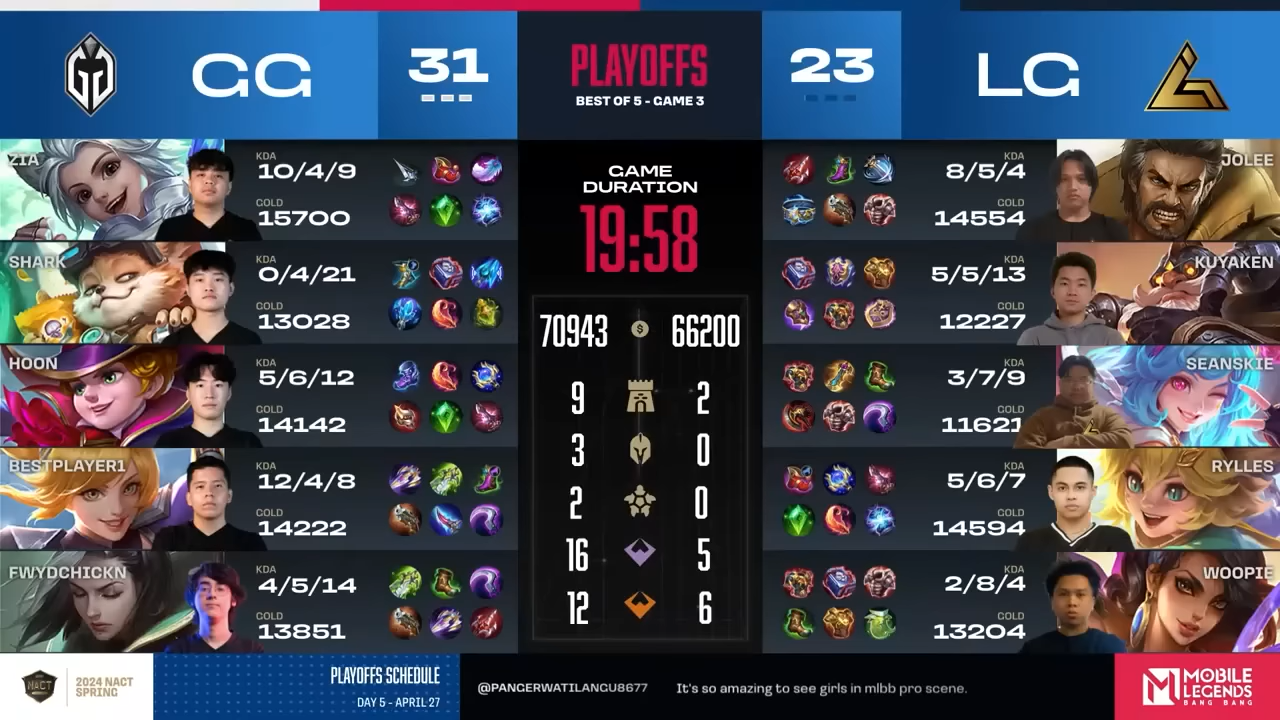 GG
31
PLAYOFFS
BEST OF 5 - GAME 3
23
LG
ZIA
KDA
10/4/9
GOLD
15700
SHARK
KDA
0/4/21
GOLD
13028
HOON
KDA
5/6/12
GOLD
14142
BESTPLAYER1
KDA
12/4/8
GOLD
14222
FWYDCHICKN
KDA
4/5/14
GOLD
13851
GAME
DURATION
19:58
70943 $ 66200
9 2
3 0
2 0
16 5
12 6
JOLEE
KDA
8/5/4
GOLD
14554
KUYAKEN
KDA
5/5/13
GOLD
12227
SEANSKIE
KDA
3/7/9
GOLD
11621
RYLLES
KDA
5/6/7
GOLD
14594
WOOPIE
KDA
2/8/4
GOLD
13204
NACT
2024 NACT
SPRING
PLAYOFFS SCHEDULE
DAY 5 - APRIL 27
@PANGERWATILANGU8677 It's so amazing to see girls in mlbb pro scene.
MOBILE
LEGENDS
BANG BANG